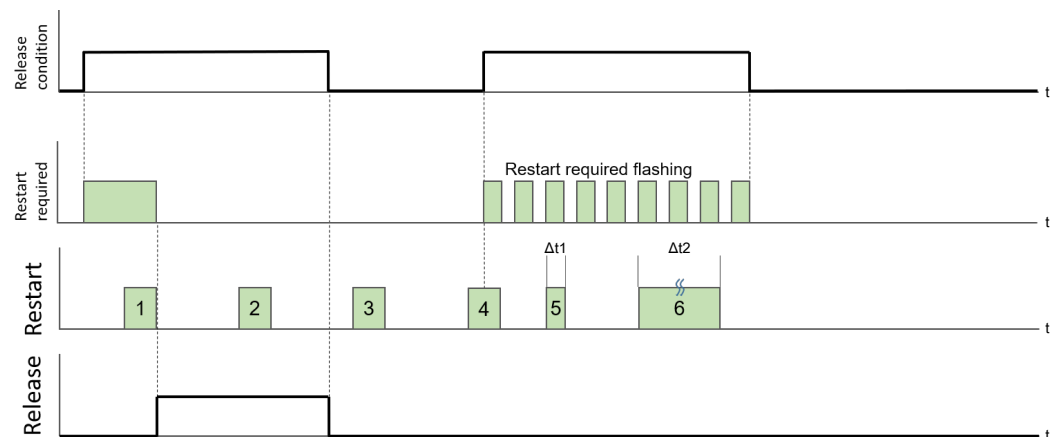 Release
condition
t
Restart
required
Restart required flashing
t
Δt1
Δt2
Restart
1
2
3
4
5
6
t
Release
t